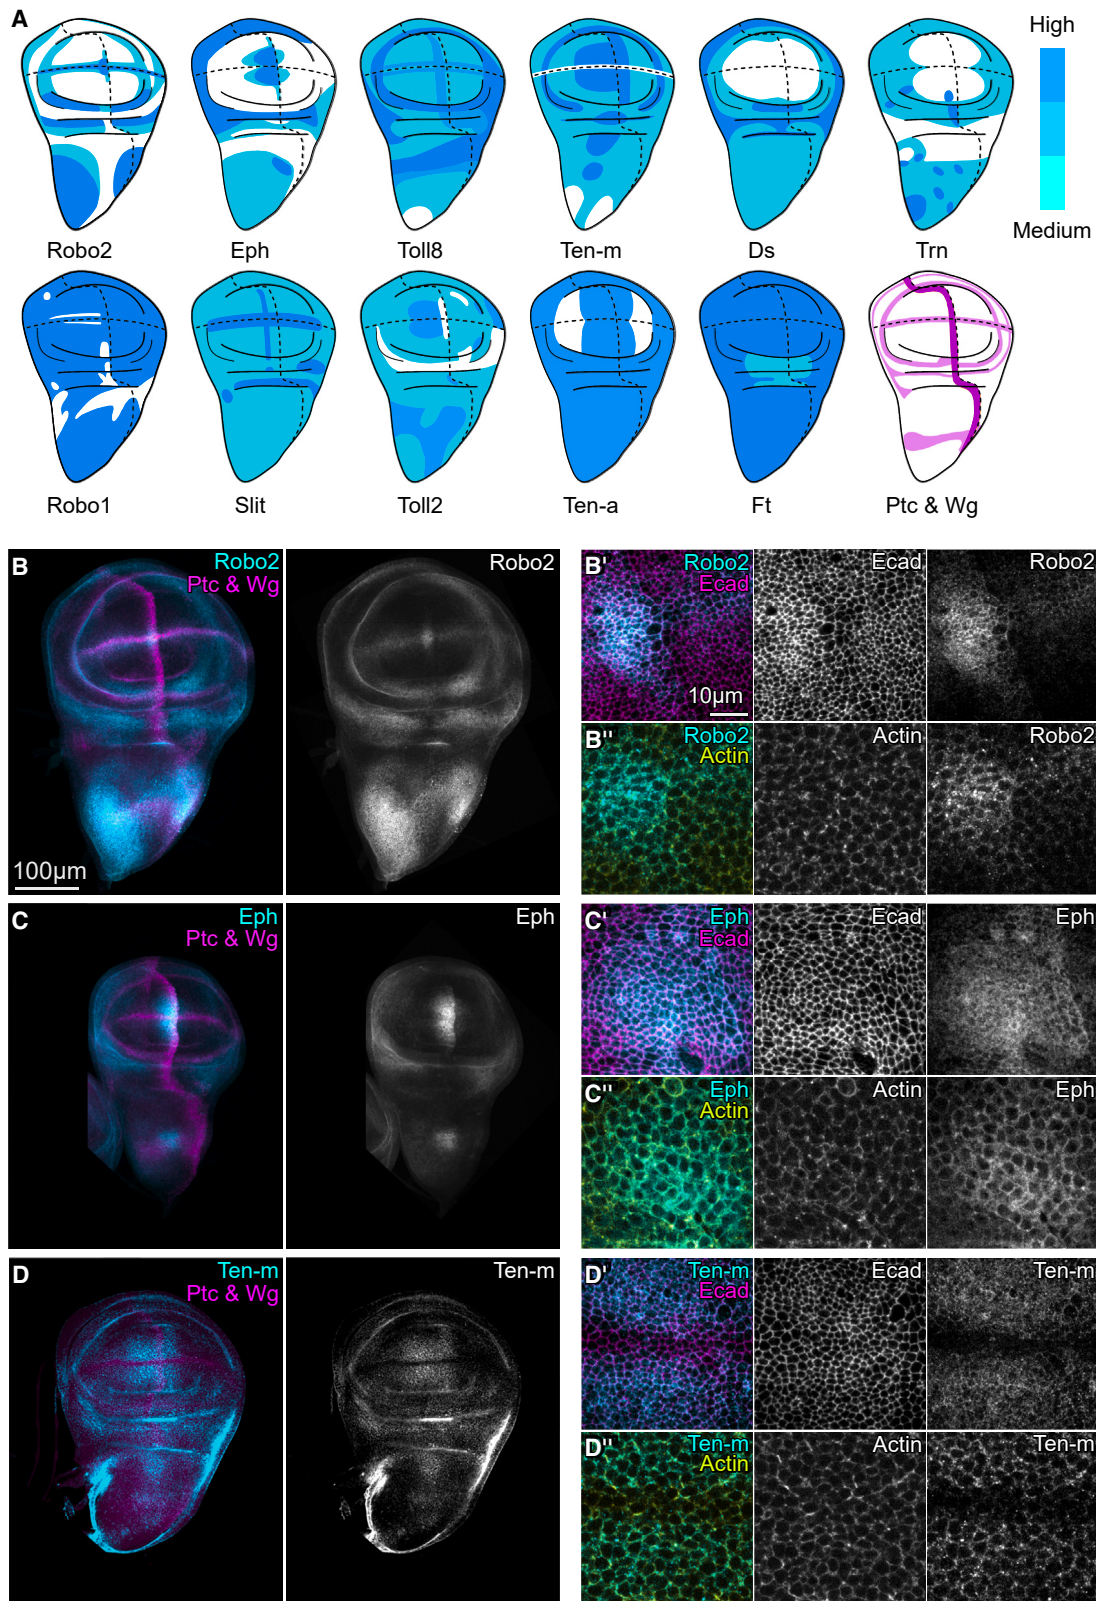 A
High
Medium
Robo2 Eph Toll8 Ten-m Ds Trn
Robo1 Slit Toll2 Ten-a Ft Ptc & Wg
B
Robo2
Ptc & Wg
100µm
Robo2
B'
Robo2
Ecad
10µm
Ecad
Robo2
B''
Robo2
Actin
Actin
Robo2
C
Eph
Ptc & Wg
Eph
C'
Eph
Ecad
Ecad
Eph
C''
Eph
Actin
Actin
Eph
D
Ten-m
Ptc & Wg
Ten-m
D'
Ten-m
Ecad
Ecad
Ten-m
D''
Ten-m
Actin
Actin
Ten-m